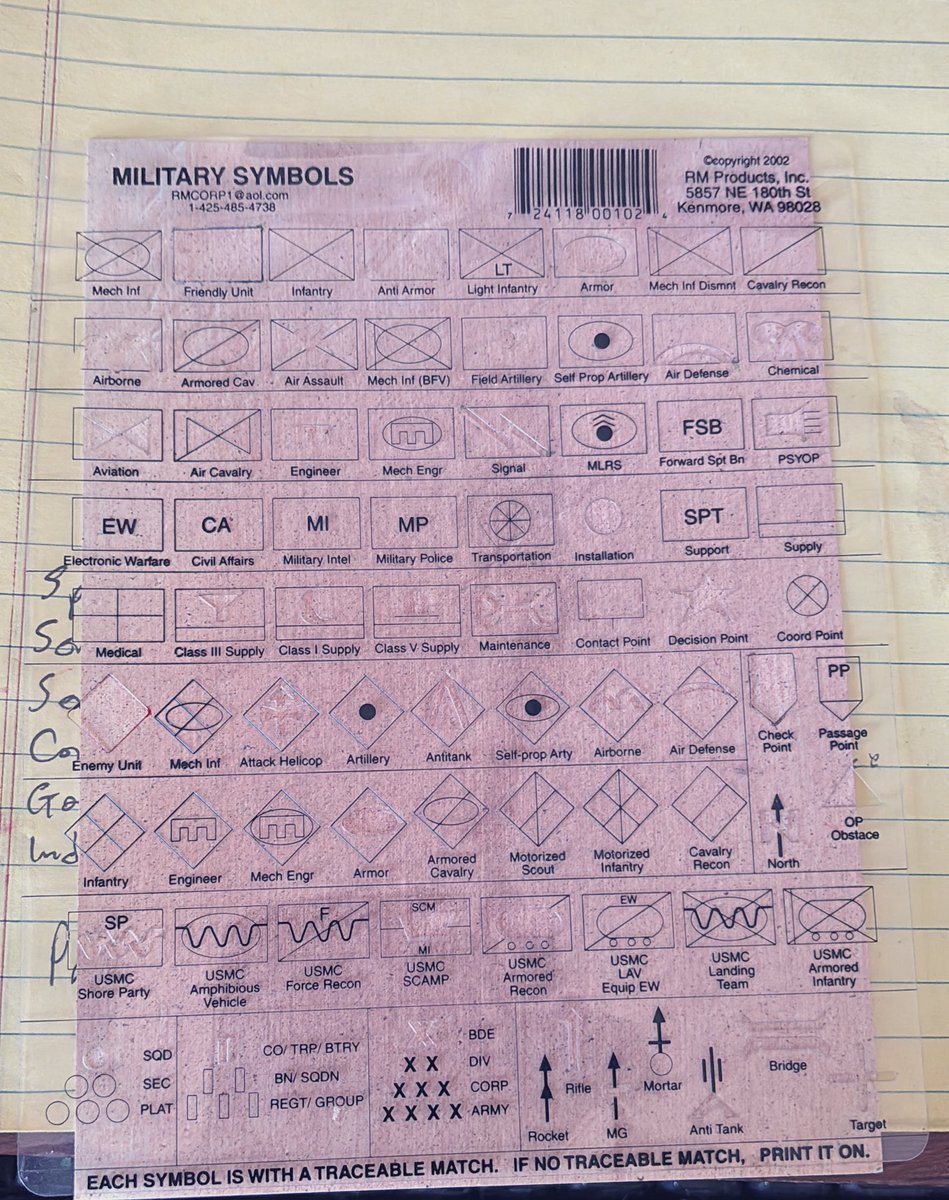 MILITARY SYMBOLS
RMCORP1@aol.com
1-425-485-4738
7 24118 00102 4
©copyright 2002
RM Products, Inc.
5857 NE 180th St
Kenmore, WA 98028
LT
Mech Inf Friendly Unit Infantry Anti Armor Light Infantry Armor Mech Inf Dismnt Cavalry Recon
Airborne Armored Cav Air Assault Mech Inf (BFV) Field Artillery Self Prop Artillery Air Defense Chemical
FSB
Aviation Air Cavalry Engineer Mech Engr Signal MLRS Forward Spt Bn PSYOP
EW CA MI MP SPT
Electronic Warfare Civil Affairs Military Intel Military Police Transportation Installation Support Supply
Medical Class III Supply Class I Supply Class V Supply Maintenance Contact Point Decision Point Coord Point
PP
Enemy Unit Mech Inf Attack Helicop Artillery Antitank Self-prop Arty Airborne Air Defense
Check Point
Passage Point
Infantry Engineer Mech Engr Armor Armored Cavalry Motorized Scout Motorized Infantry Cavalry Recon
North
OP
Obstace
SP F SCM MI EW
USMC Shore Party
USMC Amphibious Vehicle
USMC Force Recon
USMC SCAMP
USMC Armored Recon
USMC LAV Equip EW
USMC Landing Team
USMC Armored Infantry
SQD
SEC
PLAT
CO/TRP/BTRY
BN/SQDN
REGT/GROUP
BDE
X X DIV
X X X CORP
X X X X ARMY
Rocket
Rifle
MG
Mortar
Anti Tank
Bridge
Target
EACH SYMBOL IS WITH A TRACEABLE MATCH. IF NO TRACEABLE MATCH, PRINT IT ON.